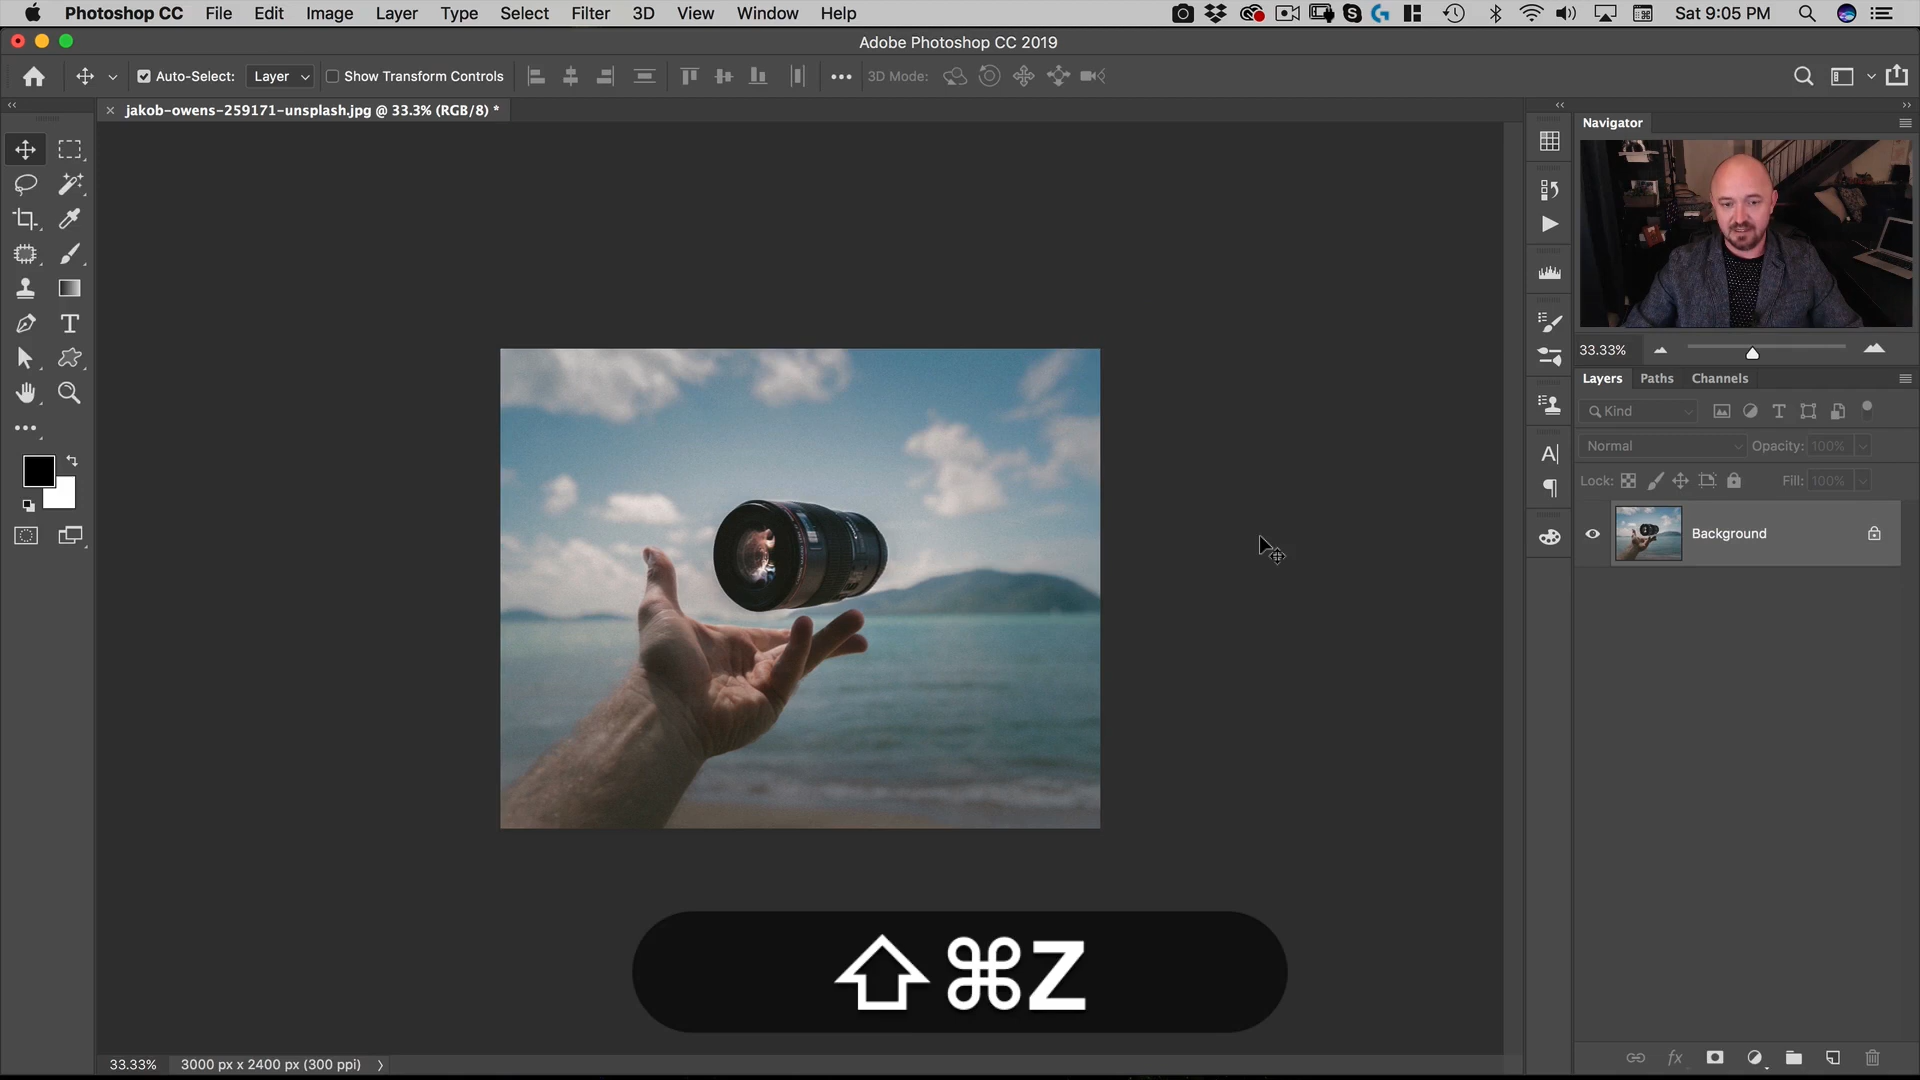 Photoshop CC File Edit Image Layer Type Select Filter 3D View Window Help Sat 9:05 PM
Adobe Photoshop CC 2019
Auto-Select: Layer Show Transform Controls 3D Mode:
jakob-owens-259171-unsplash.jpg @ 33.3% (RGB/8) *
Navigator
33.33%
Layers Paths Channels
Kind
Normal Opacity: 100%
Lock: Fill: 100%
Background
⇧⌘Z
33.33% 3000 px x 2400 px (300 ppi)